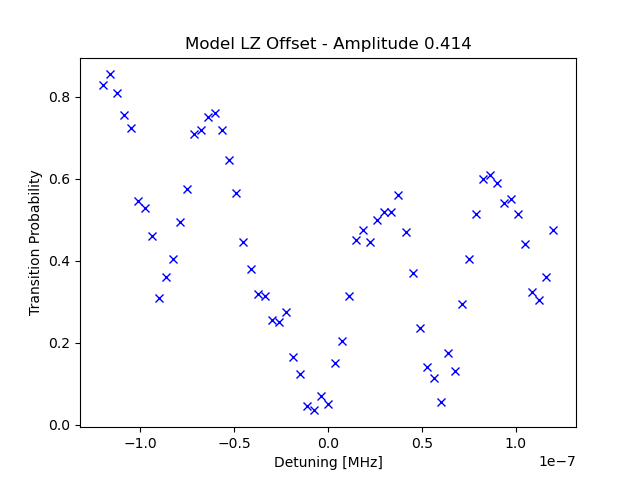 Model LZ Offset - Amplitude 0.414
0.8
0.6
0.4
0.2
0.0
Transition Probability
−1.0 −0.5 0.0 0.5 1.0
1e−7
Detuning [MHz]